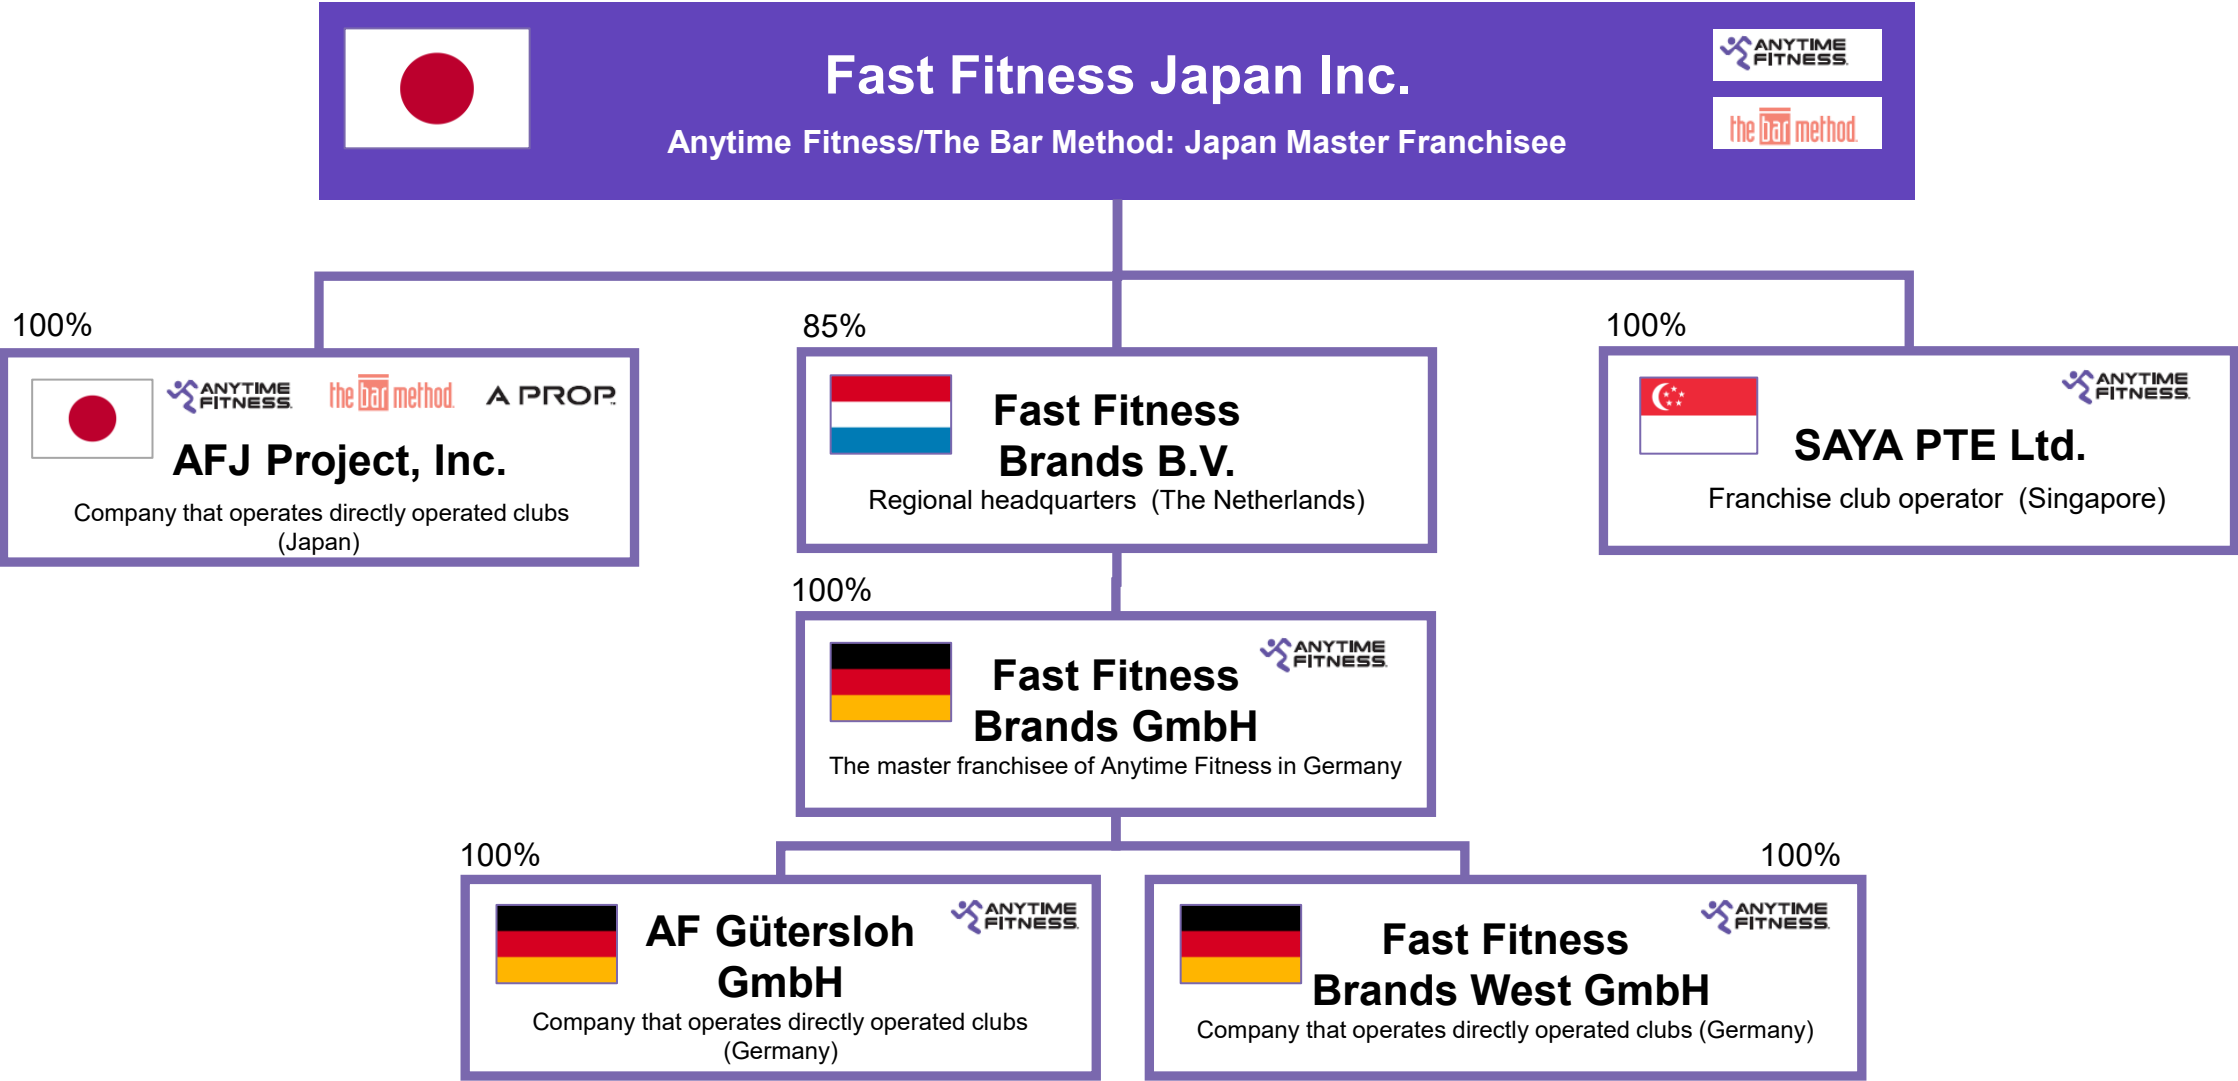 Fast Fitness Japan Inc.
Anytime Fitness/The Bar Method: Japan Master Franchisee
ANYTIME
FITNESS
the bar method
100%
ANYTIME
FITNESS
the bar method
A PROP
AFJ Project, Inc.
Company that operates directly operated clubs
(Japan)
85%
Fast Fitness
Brands B.V.
Regional headquarters (The Netherlands)
100%
ANYTIME
FITNESS
SAYA PTE Ltd.
Franchise club operator (Singapore)
100%
ANYTIME
FITNESS
Fast Fitness
Brands GmbH
The master franchisee of Anytime Fitness in Germany
100%
ANYTIME
FITNESS
AF Gütersloh
GmbH
Company that operates directly operated clubs
(Germany)
100%
ANYTIME
FITNESS
Fast Fitness
Brands West GmbH
Company that operates directly operated clubs (Germany)